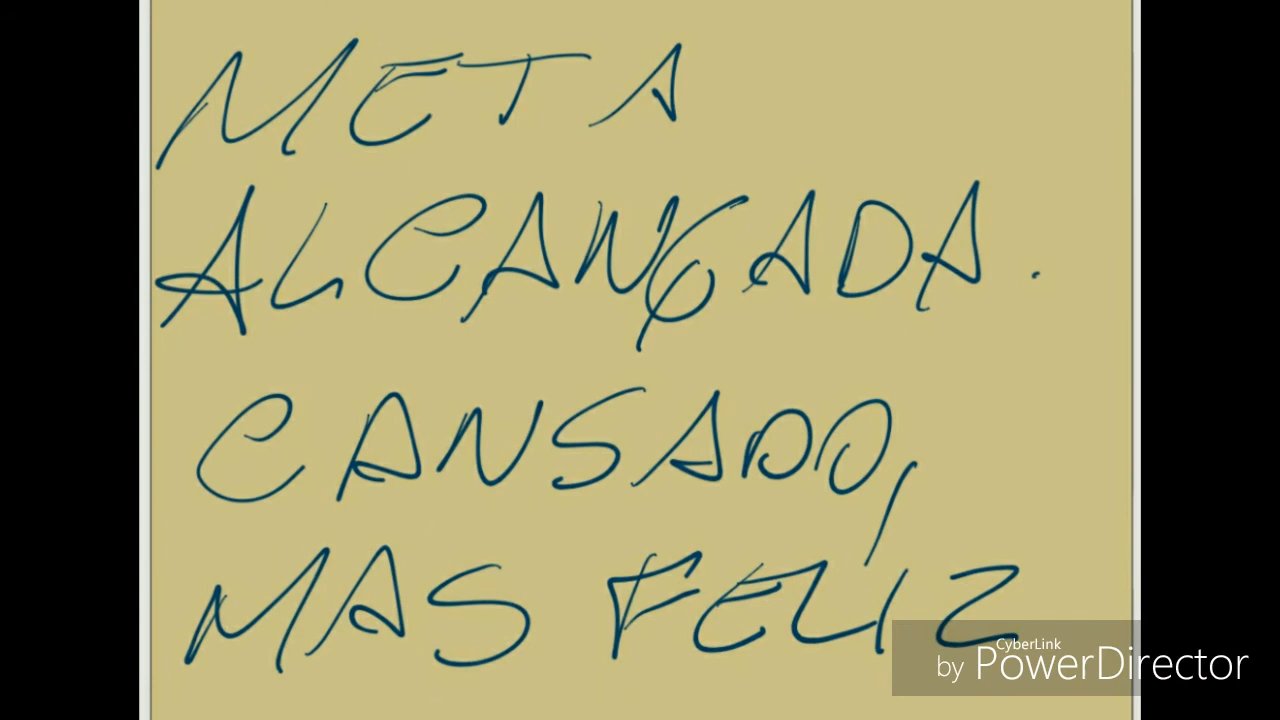 META
ALCANÇADA.
CANSADO,
MAS FELIZ
CyberLink
by PowerDirector